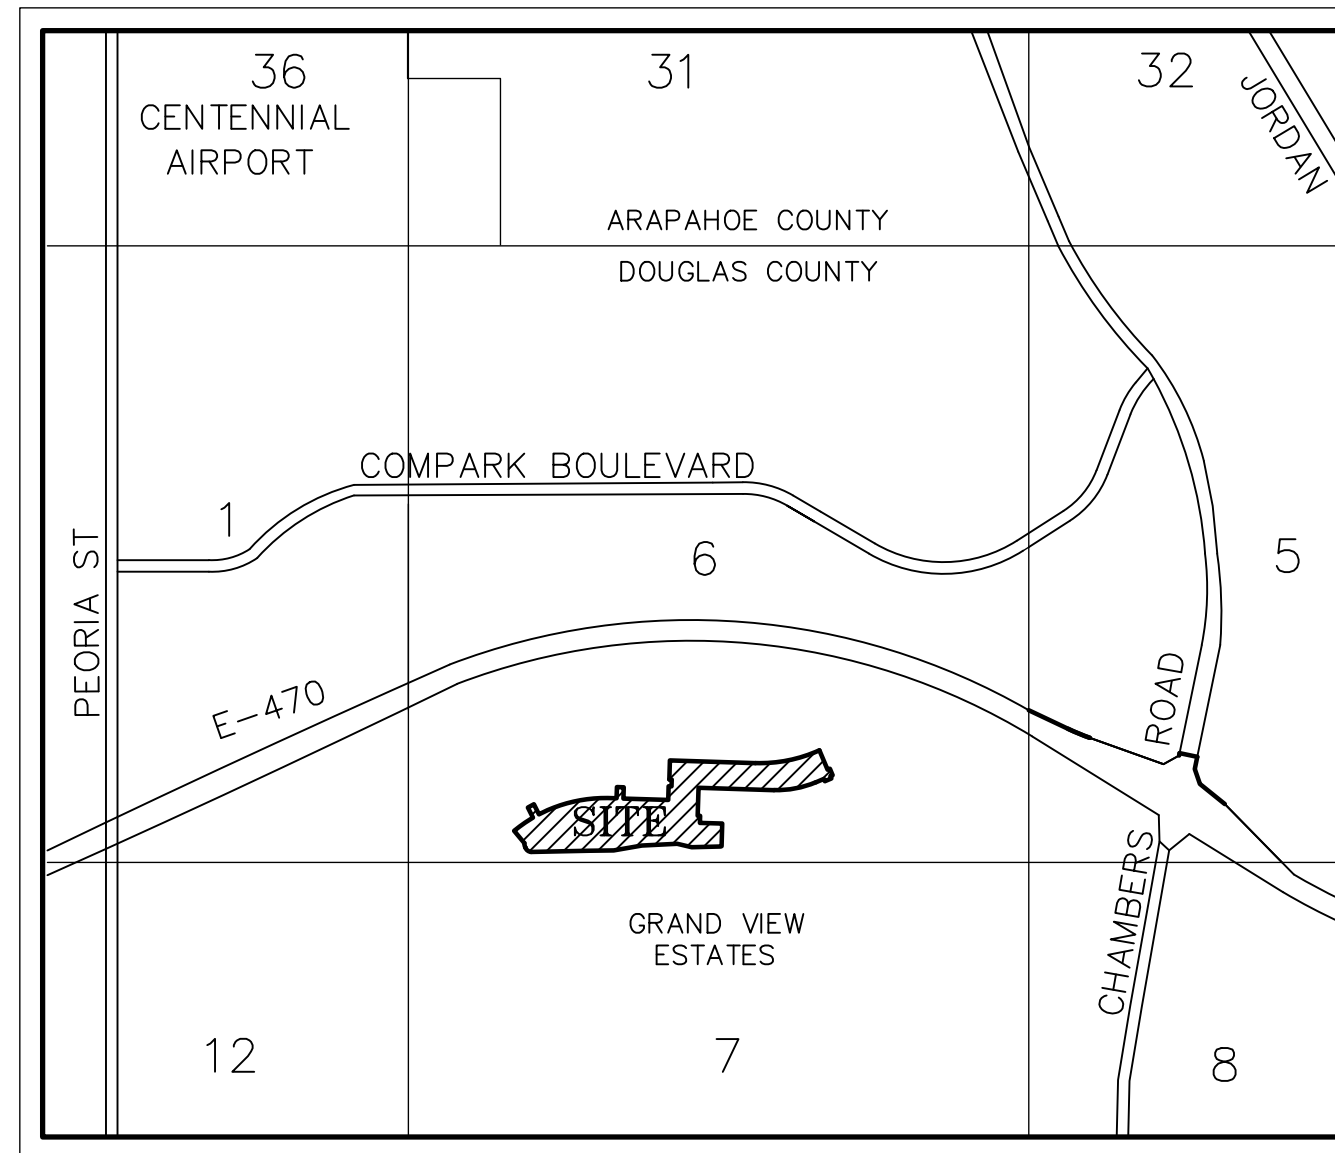 36
31
32
CENTENNIAL
AIRPORT
JORDAN
ARAPAHOE COUNTY
DOUGLAS COUNTY
COMPARK BOULEVARD
1
6
5
PEORIA ST
E-470
ROAD
SITE
CHAMBERS
GRAND VIEW
ESTATES
12
7
8